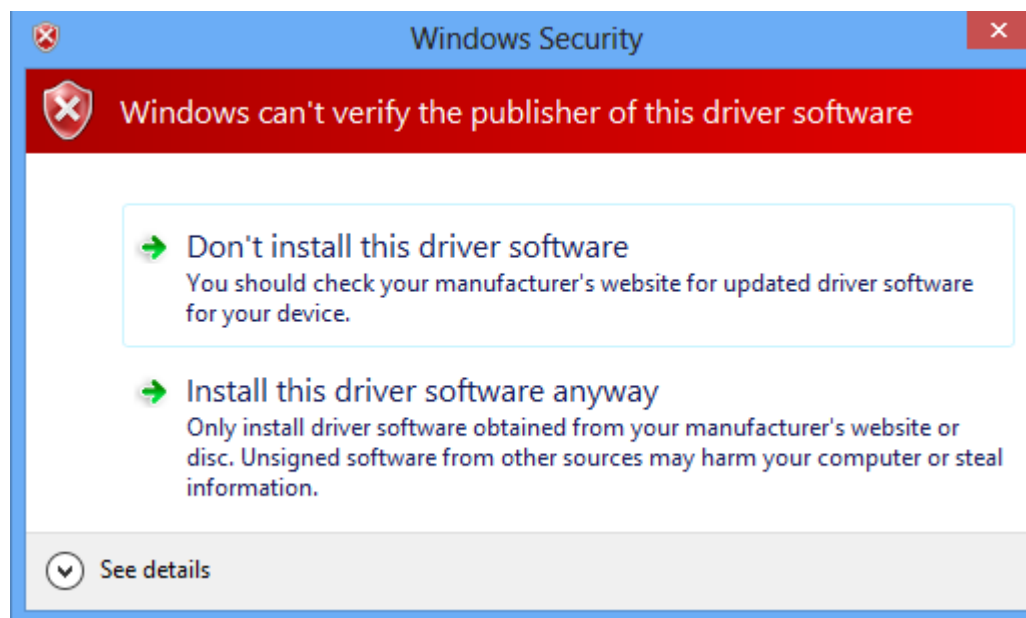 Windows Security
Windows can't verify the publisher of this driver software
Don't install this driver software
You should check your manufacturer's website for updated driver software
for your device.
Install this driver software anyway
Only install driver software obtained from your manufacturer's website or
disc. Unsigned software from other sources may harm your computer or steal
information.
See details